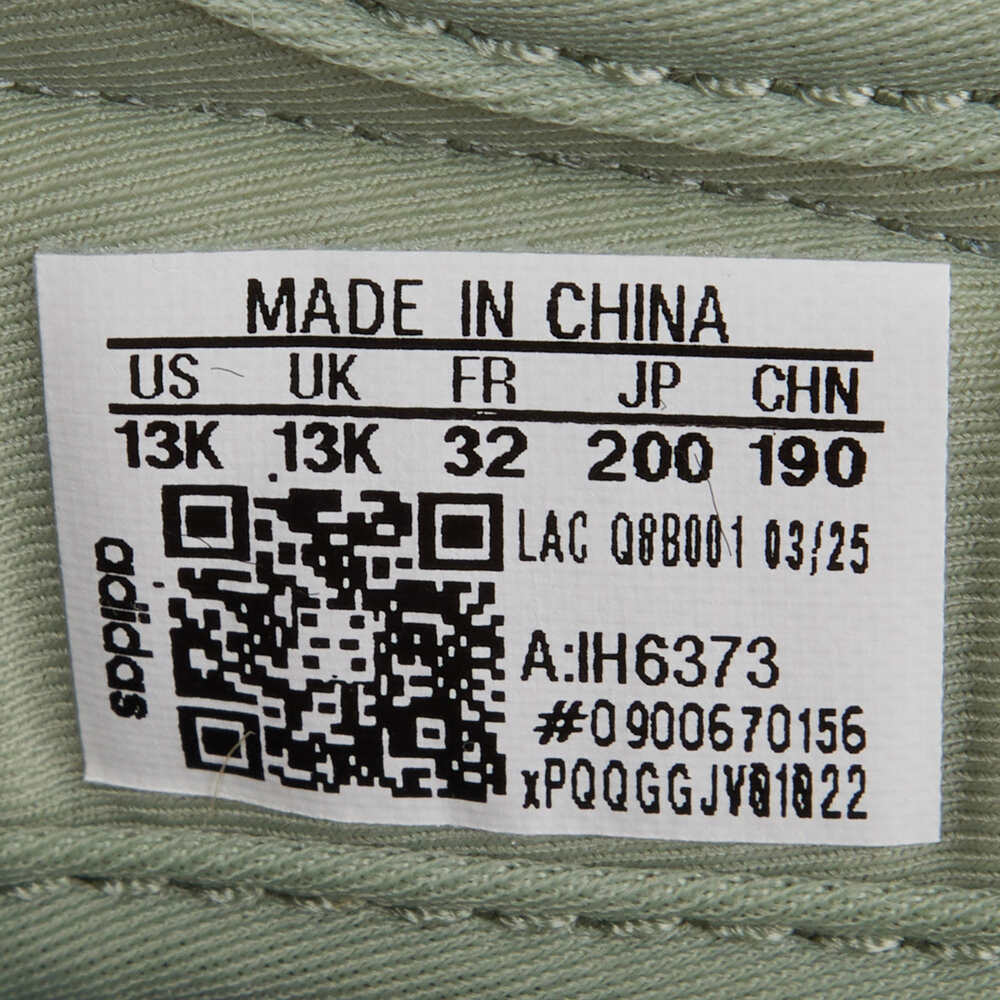 MADE IN CHINA
US UK FR JP CHN
13K 13K 32 200 190
LAC Q8B001 03/25
adidas
A:IH6373
#0900670156
xPQQGGJV01022